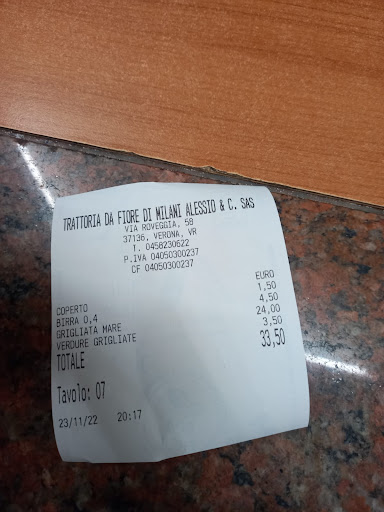 TRATTORIA DA FIORE DI MILANI ALESSIO & C. SAS
VIA ROVEGGIA, 58
37136, VERONA, VR
T. 0458230622
P.IVA 04050300237
CF 04050300237
EURO
COPERTO 1,50
BIRRA 0,4 4,50
GRIGLIATA MARE 24,00
VERDURE GRIGLIATE 3,50
TOTALE 33,50
Tavolo: 07
23/11/22 20:17